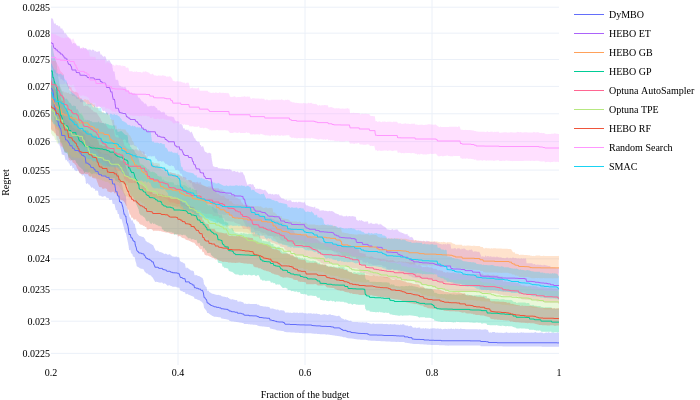 0.0285
0.028
0.0275
0.027
0.0265
0.026
0.0255
0.025
0.0245
0.024
0.0235
0.023
0.0225
Regret
0.2 0.4 0.6 0.8 1
Fraction of the budget
DyMBO
HEBO ET
HEBO GB
HEBO GP
Optuna AutoSampler
Optuna TPE
HEBO RF
Random Search
SMAC